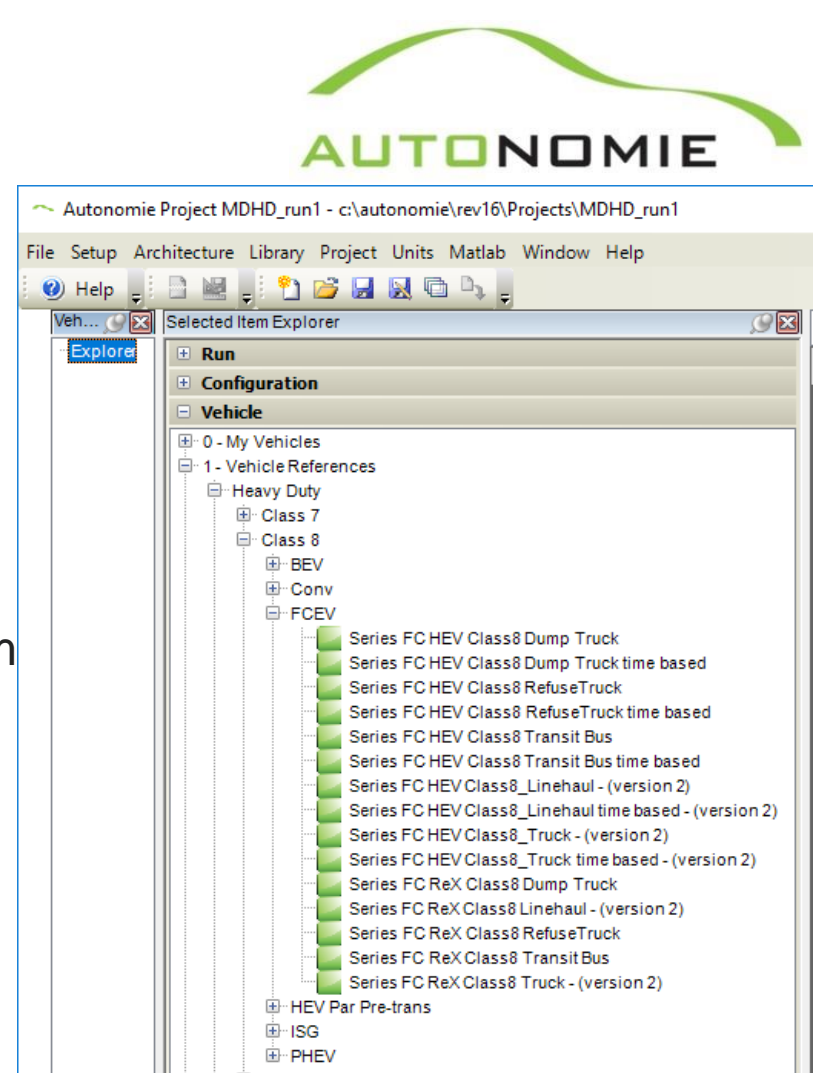 AUTONOMIE
Autonomie Project MDHD_run1 - c:\autonomie\rev16\Projects\MDHD_run1
File Setup Architecture Library Project Units Matlab Window Help
Help
Veh... Selected Item Explorer
Explorer
Run
Configuration
Vehicle
0 - My Vehicles
1 - Vehicle References
Heavy Duty
Class 7
Class 8
BEV
Conv
FCEV
Series FC HEV Class8 Dump Truck
Series FC HEV Class8 Dump Truck time based
Series FC HEV Class8 RefuseTruck
Series FC HEV Class8 RefuseTruck time based
Series FC HEV Class8 Transit Bus
Series FC HEV Class8 Transit Bus time based
Series FC HEV Class8_Linehaul - (version 2)
Series FC HEV Class8_Linehaul time based - (version 2)
Series FC HEV Class8_Truck - (version 2)
Series FC HEV Class8_Truck time based - (version 2)
Series FC ReX Class8 Dump Truck
Series FC ReX Class8 Linehaul - (version 2)
Series FC ReX Class8 RefuseTruck
Series FC ReX Class8 Transit Bus
Series FC ReX Class8 Truck - (version 2)
HEV Par Pre-trans
ISG
PHEV